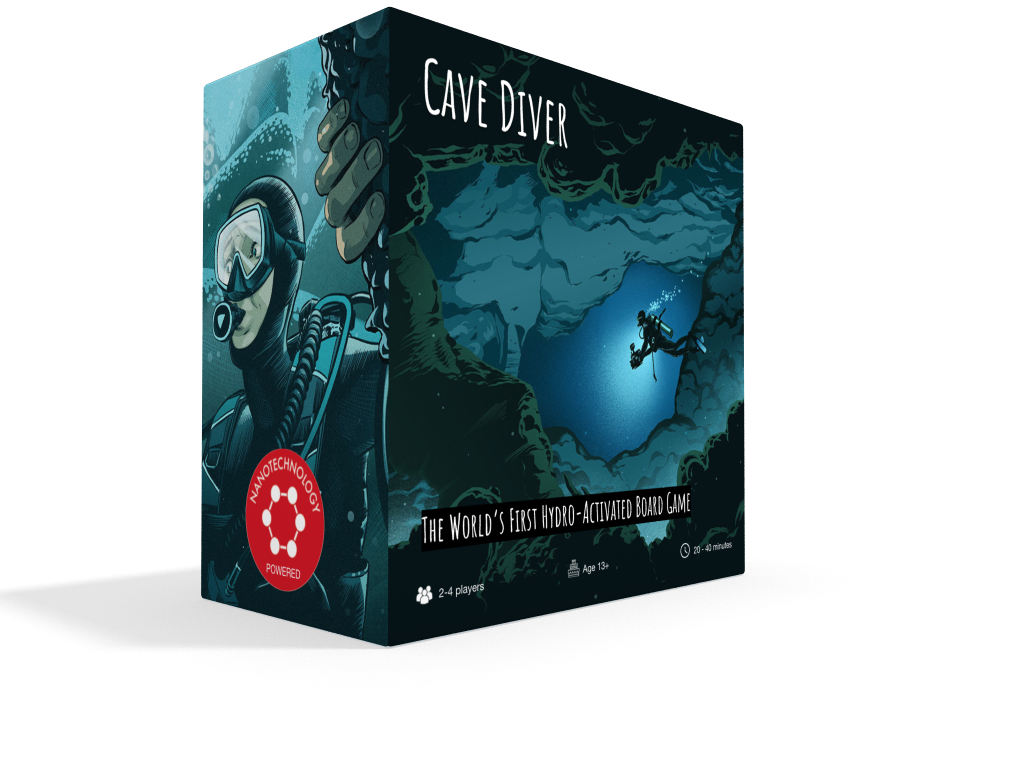 Cave Diver
The World's First Hydro-Activated Board Game
2-4 players
Age 13+
20 - 40 minutes
NANOTECHNOLOGY
POWERED